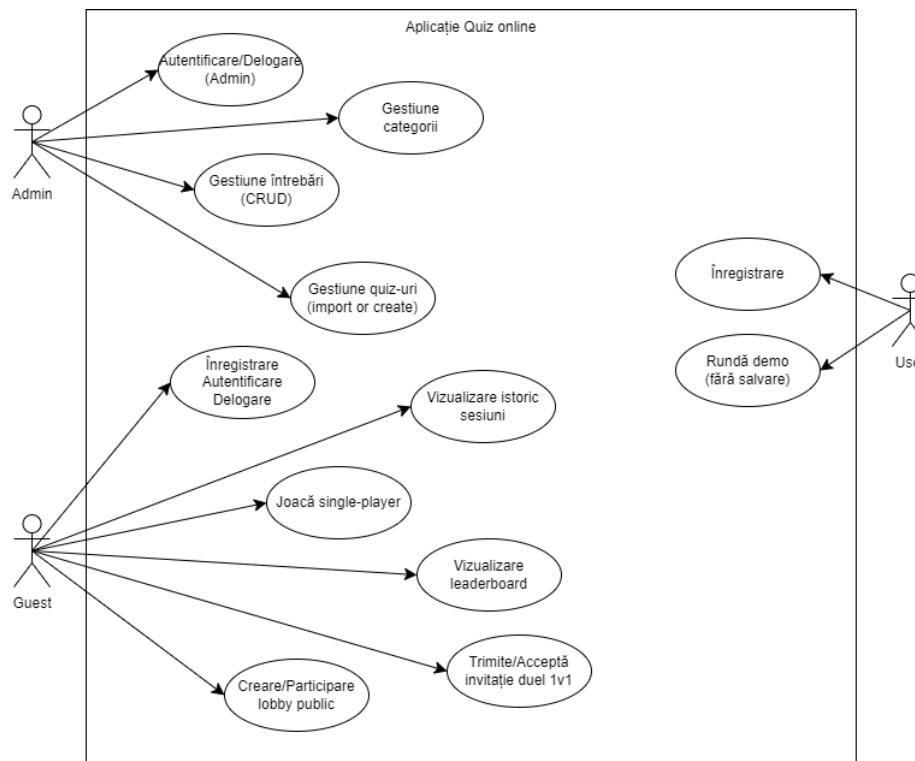 Aplicație Quiz online
Autentificare/Delogare
(Admin)
Gestiune
categorii
Admin
Gestiune întrebări
(CRUD)
Gestiune quiz-uri
(import or create)
Înregistrare
Rundă demo
(fără salvare)
Use
Înregistrare
Autentificare
Delogare
Vizualizare istoric
sesiuni
Joacă single-player
Vizualizare
leaderboard
Guest
Trimite/Acceptă
invitație duel 1v1
Creare/Participare
lobby public